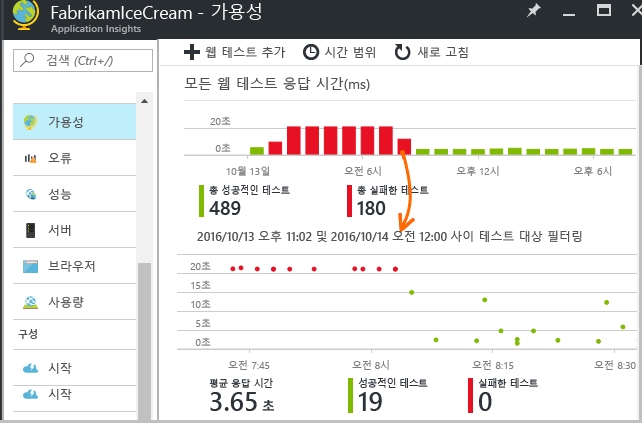 FabrikamIceCream - 가용성
Application Insights
검색 (Ctrl+/)
웹 테스트 추가 시간 범위 새로 고침
가용성
오류
성능
서버
브라우저
사용량
구성
시작
시작
모든 웹 테스트 응답 시간(ms)
20초
0초
10월 13일 오전 6시 오후 12시 오후 6시
총 성공적인 테스트 총 실패한 테스트
489 180
2016/10/13 오후 11:02 및 2016/10/14 오전 12:00 사이 테스트 대상 필터링
20초
15초
10초
5초
0초
오전 7:45 오전 8시 오전 8:15 오전 8:30
평균 응답 시간 성공적인 테스트 실패한 테스트
3.65 초 19 0